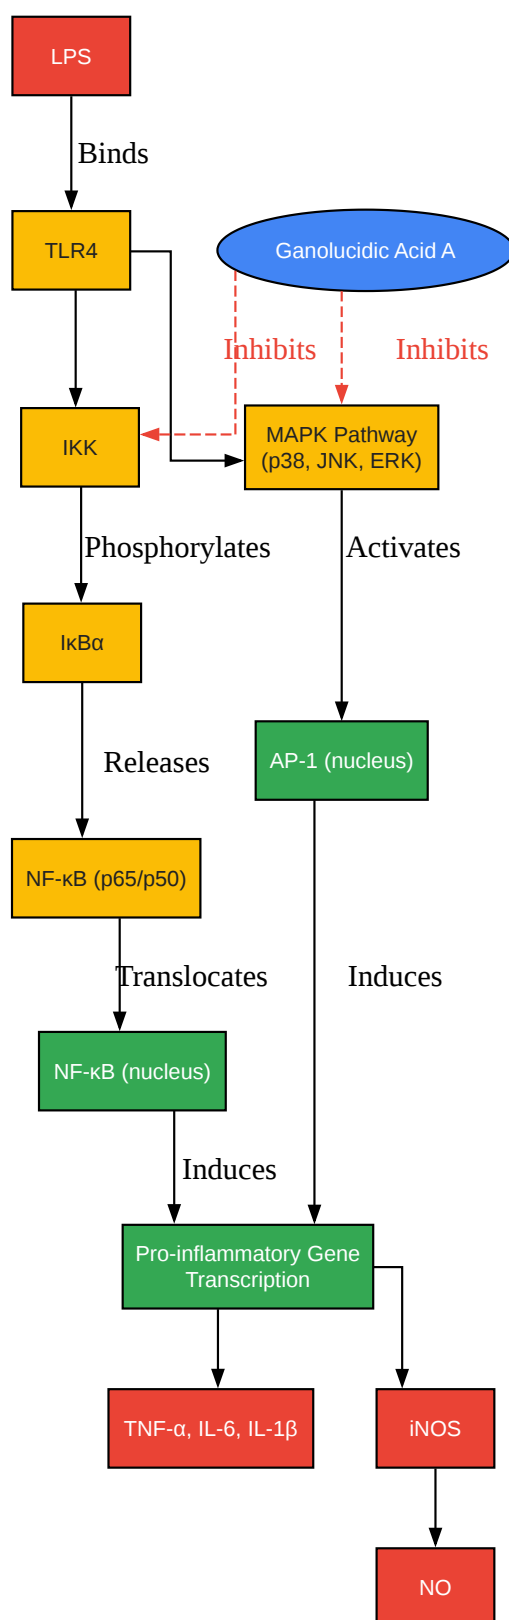 LPS
Binds
TLR4
Ganolucidic Acid A
Inhibits
Inhibits
IKK
MAPK Pathway
(p38, JNK, ERK)
Phosphorylates
Activates
IκBα
Releases
AP-1 (nucleus)
NF-κB (p65/p50)
Translocates
Induces
NF-κB (nucleus)
Induces
Pro-inflammatory Gene
Transcription
TNF-α, IL-6, IL-1β
iNOS
NO